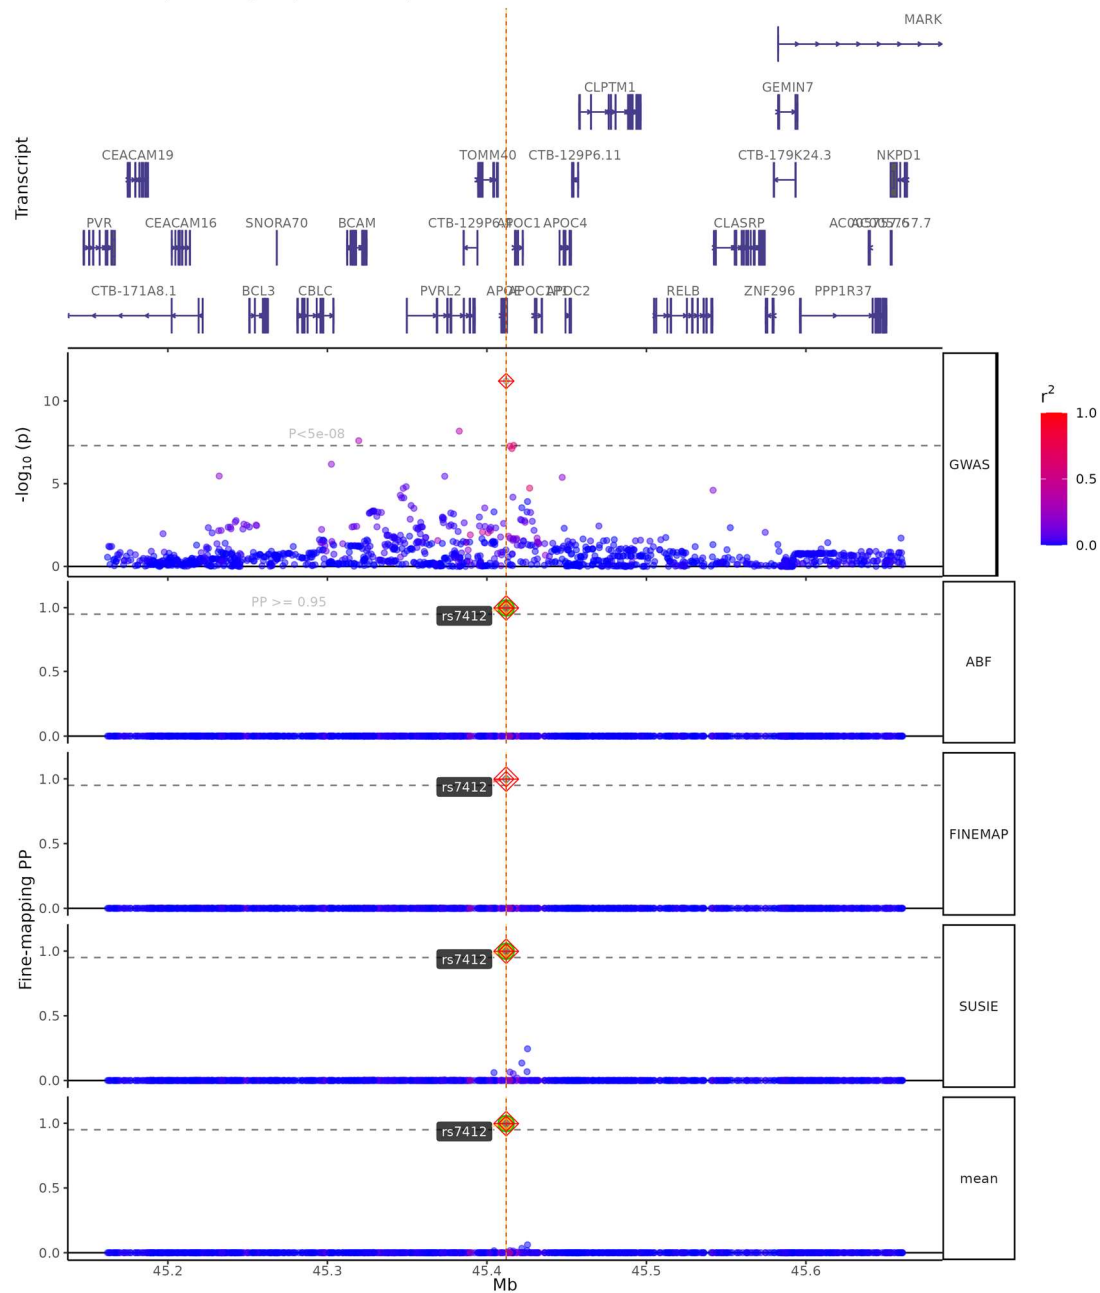 MARK
CLPTM1 GEMIN7
CEACAM19 TOMM40 CTB-129P6.11 CTB-179K24.3 NKPD1
PVR CEACAM16 SNORA70 BCAM APOC1 APOC4 CLASRP
CTB-171A8.1 BCL3 CBLC PVRL2 APOE APOC1P1 APOC2 RELB ZNF296 PPP1R37
Transcript
10
5
0
-log10 (p)
P<5e-08
GWAS
r2
1.0
0.5
0.0
Fine-mapping PP
1.0
0.5
0.0
PP >= 0.95
rs7412
ABF
1.0
0.5
0.0
rs7412
FINEMAP
1.0
0.5
0.0
rs7412
SUSIE
1.0
0.5
0.0
rs7412
mean
45.2 45.3 45.4 45.5 45.6
Mb